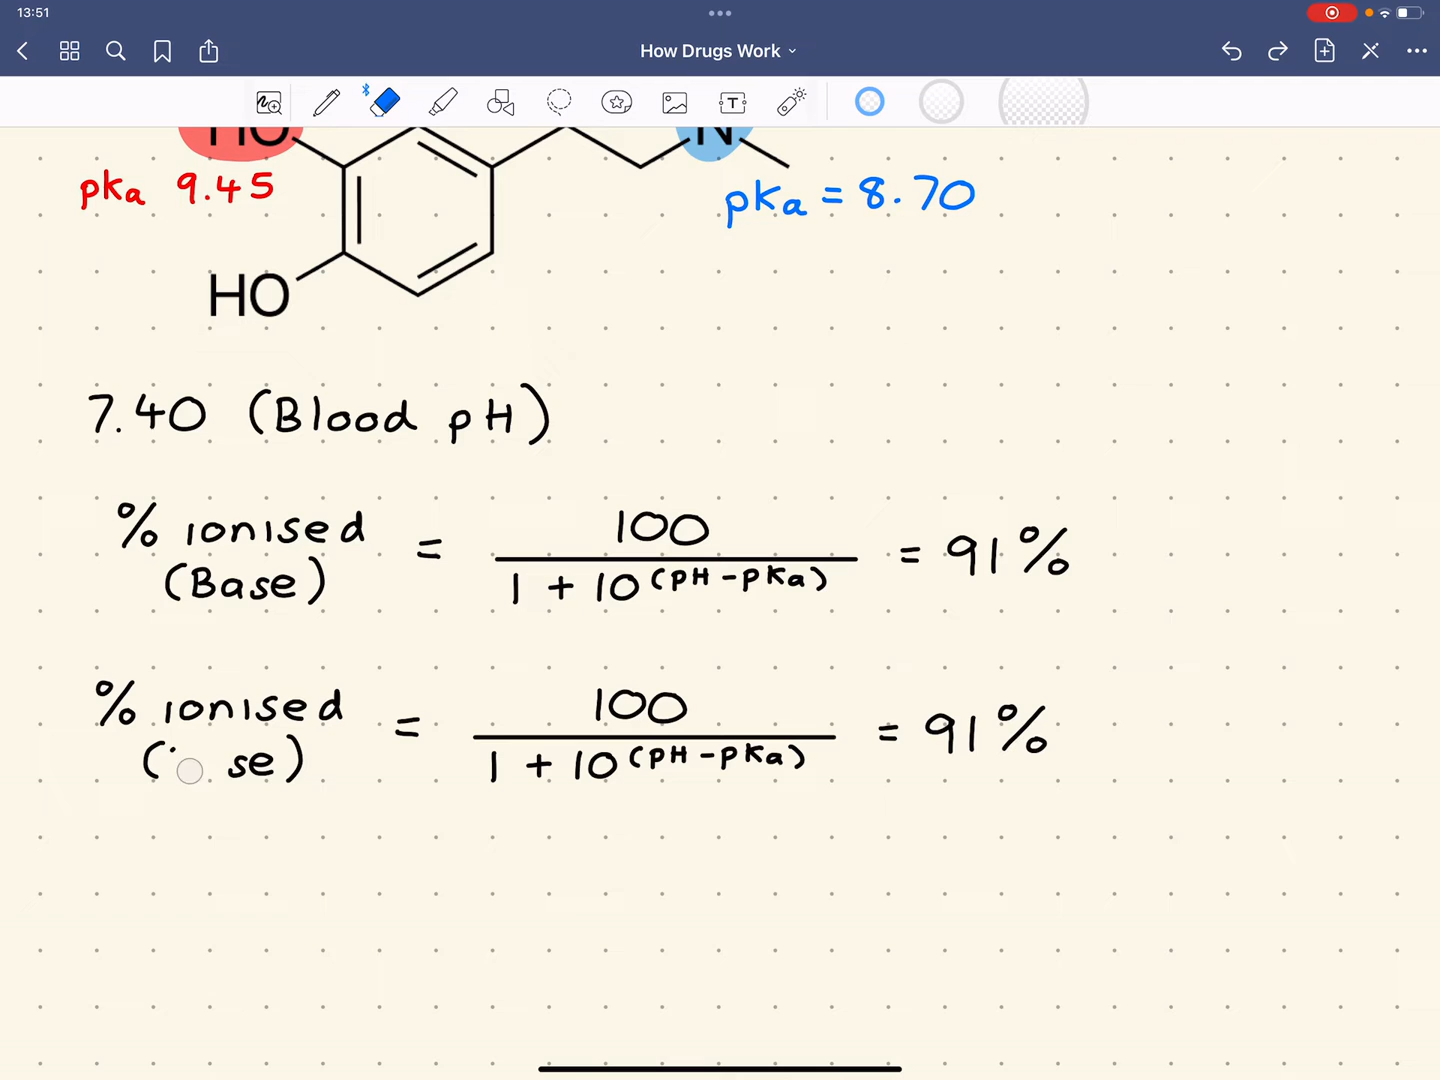 13:51
How Drugs Work
T
HO
N
pKa 9.45
pKa = 8.70
HO
7.40 (Blood pH)
% ionised (Base) = 100 / 1 + 10^(pH - pKa) = 91%
% ionised ( se) = 100 / 1 + 10^(pH - pKa) = 91%